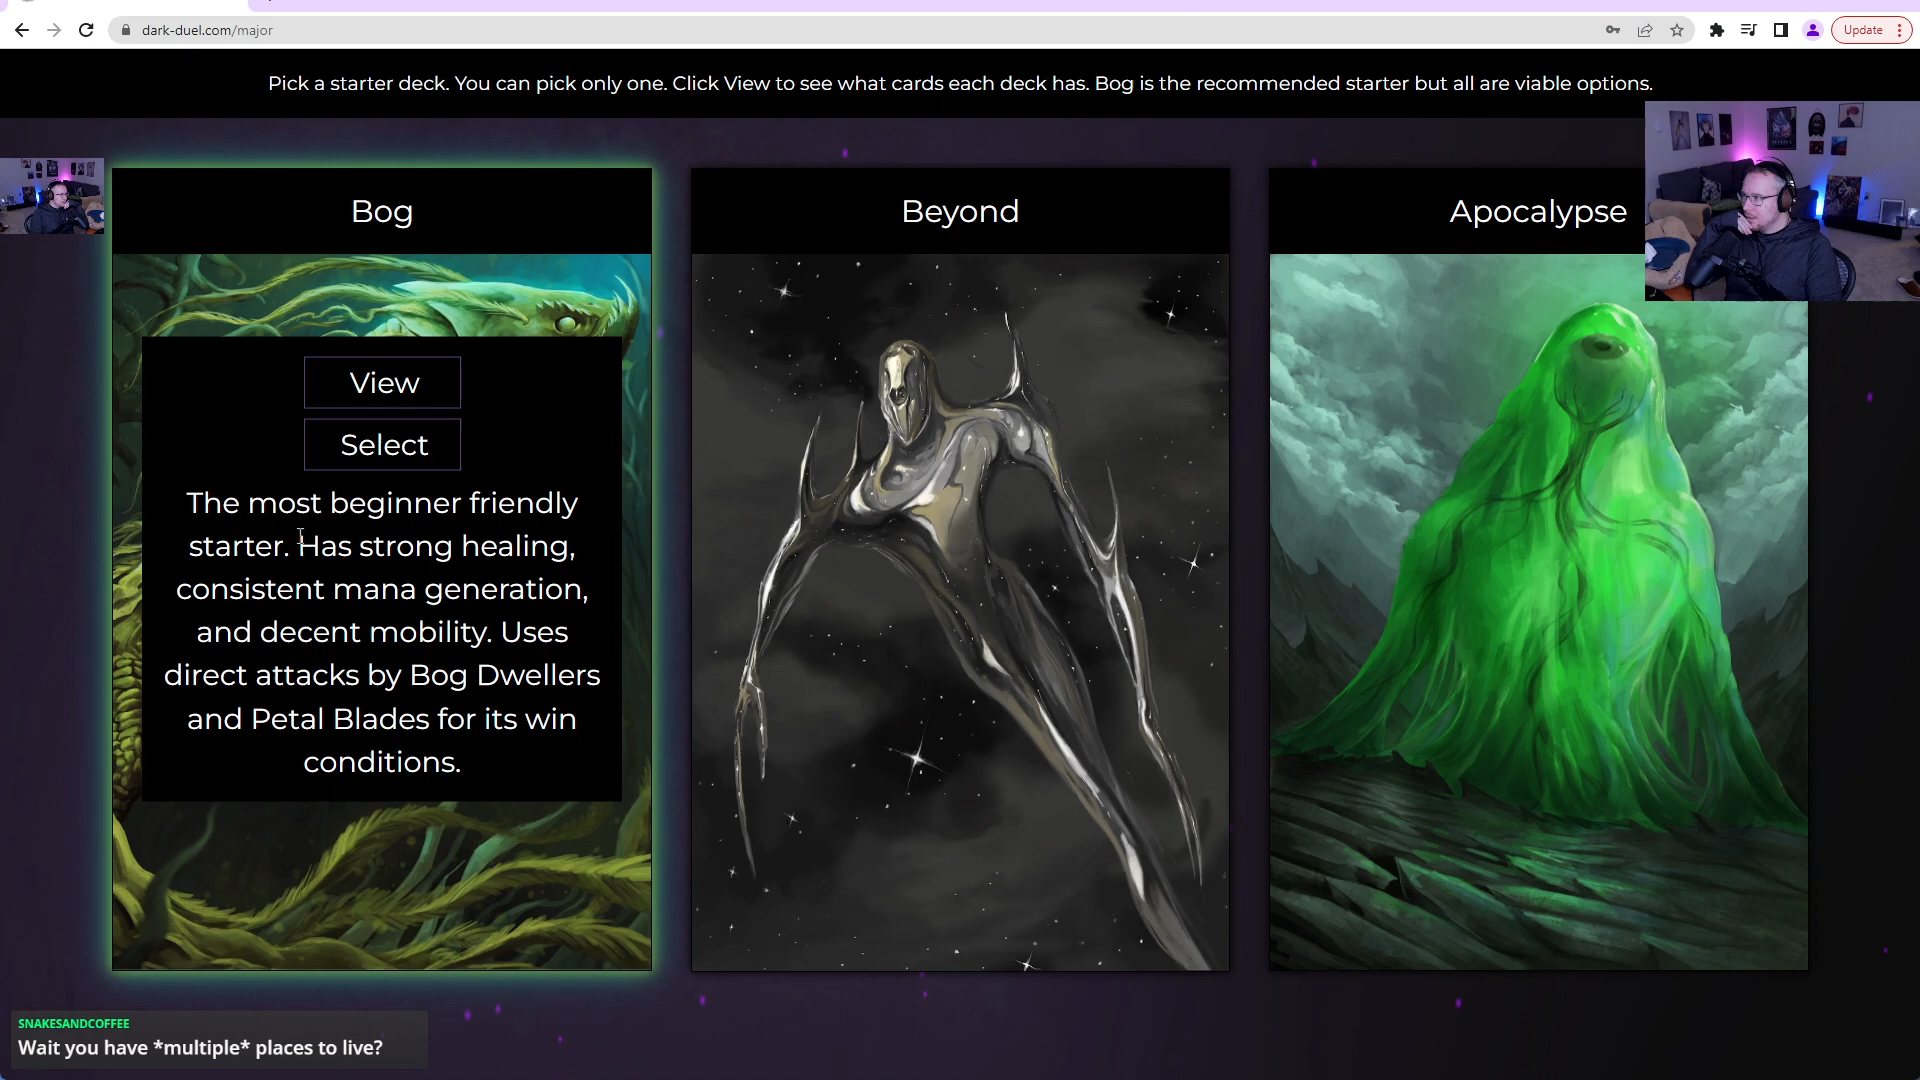 dark-duel.com/major
Update
Pick a starter deck. You can pick only one. Click View to see what cards each deck has. Bog is the recommended starter but all are viable options.
Bog
Beyond
Apocalypse
View
Select
The most beginner friendly
starter. Has strong healing,
consistent mana generation,
and decent mobility. Uses
direct attacks by Bog Dwellers
and Petal Blades for its win
conditions.
SNAKESANDCOFFEE
Wait you have *multiple* places to live?